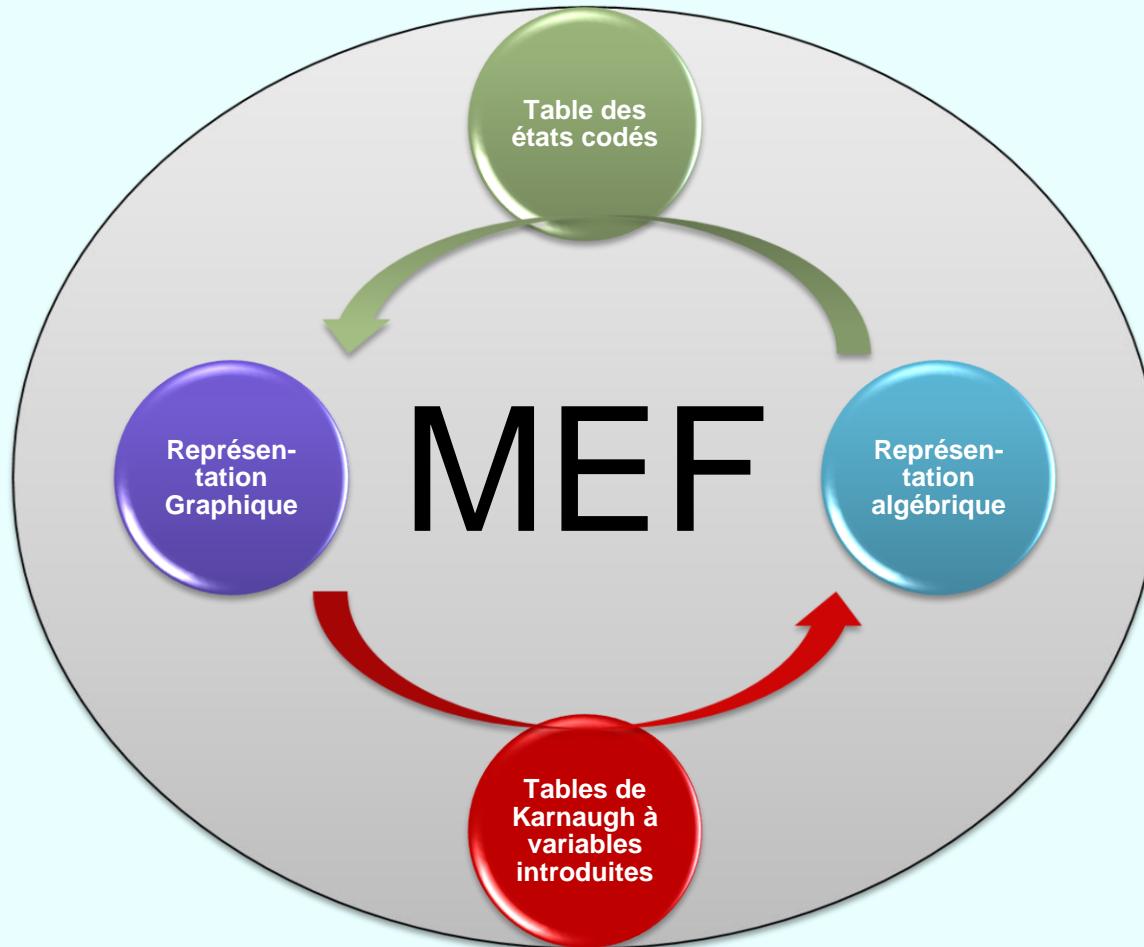 Table des
états codés
Représen-
tation
Graphique
MEF
Représen-
tation
algébrique
Tables de
Karnaugh à
variables
introduites